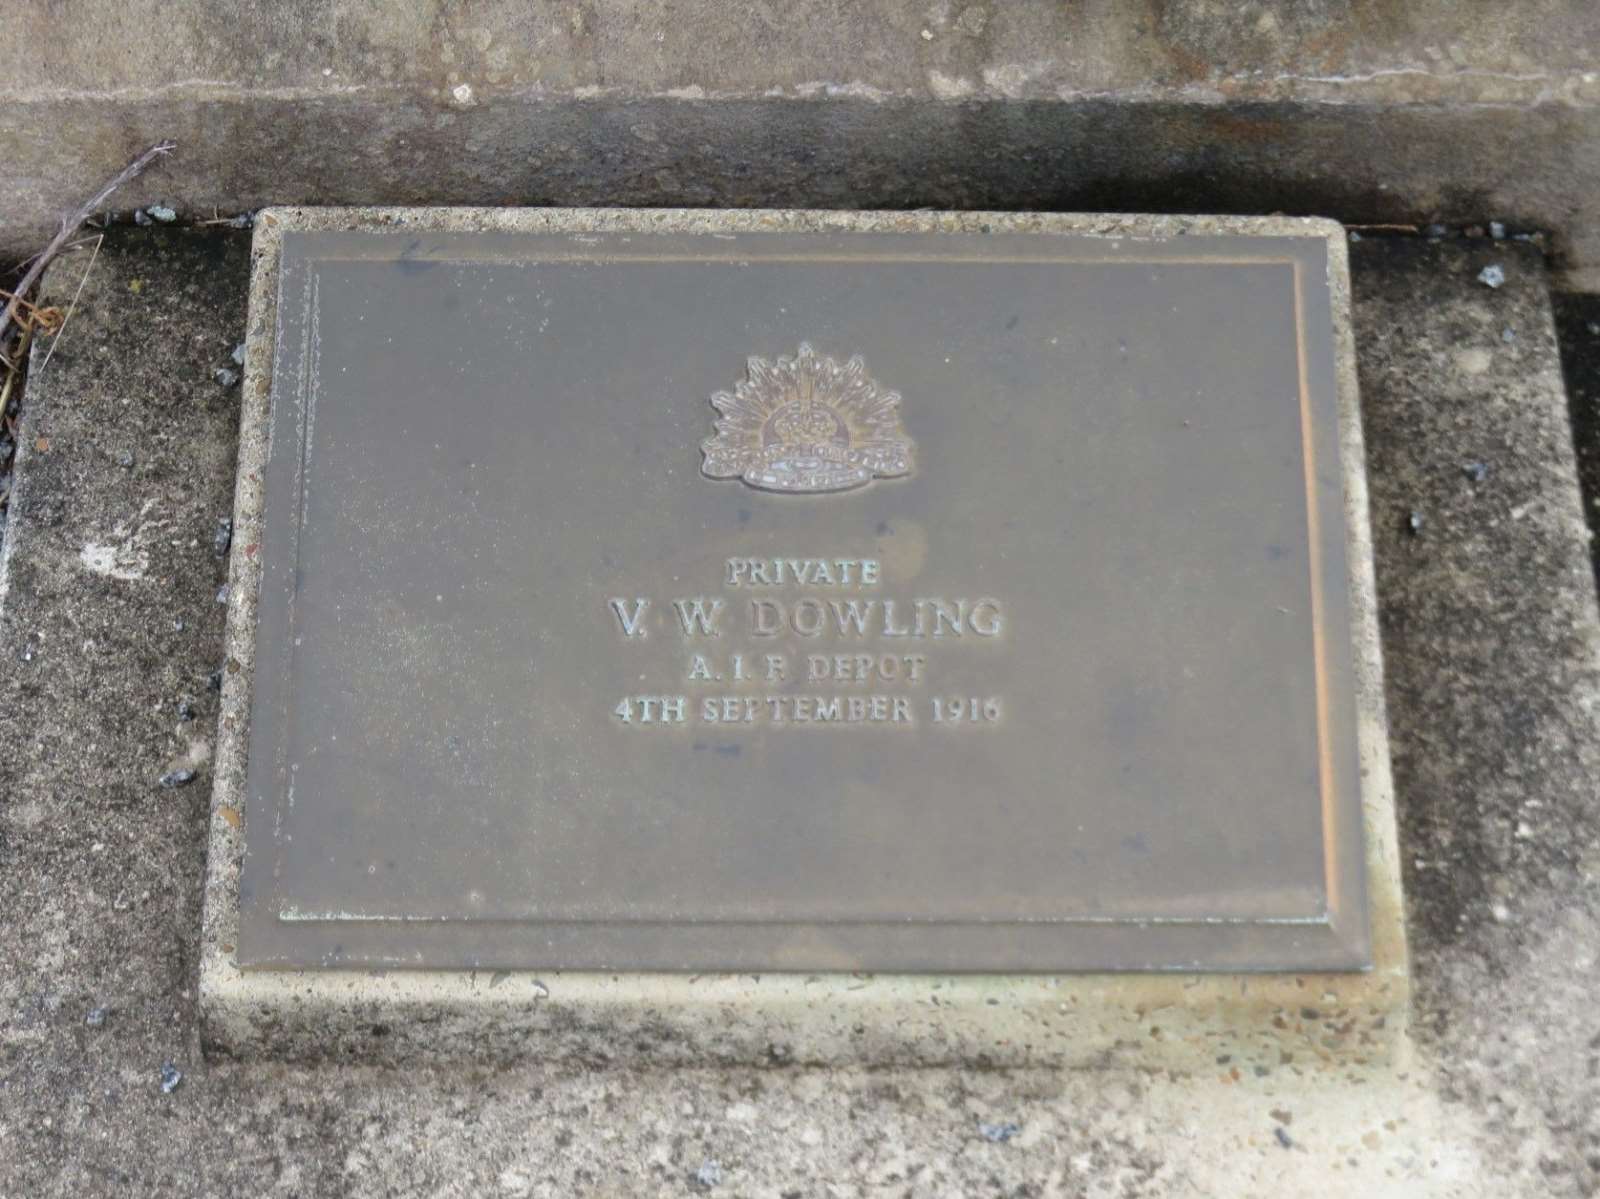 PRIVATE
V. W. DOWLING
A. I. F. DEPOT
4TH SEPTEMBER 1916